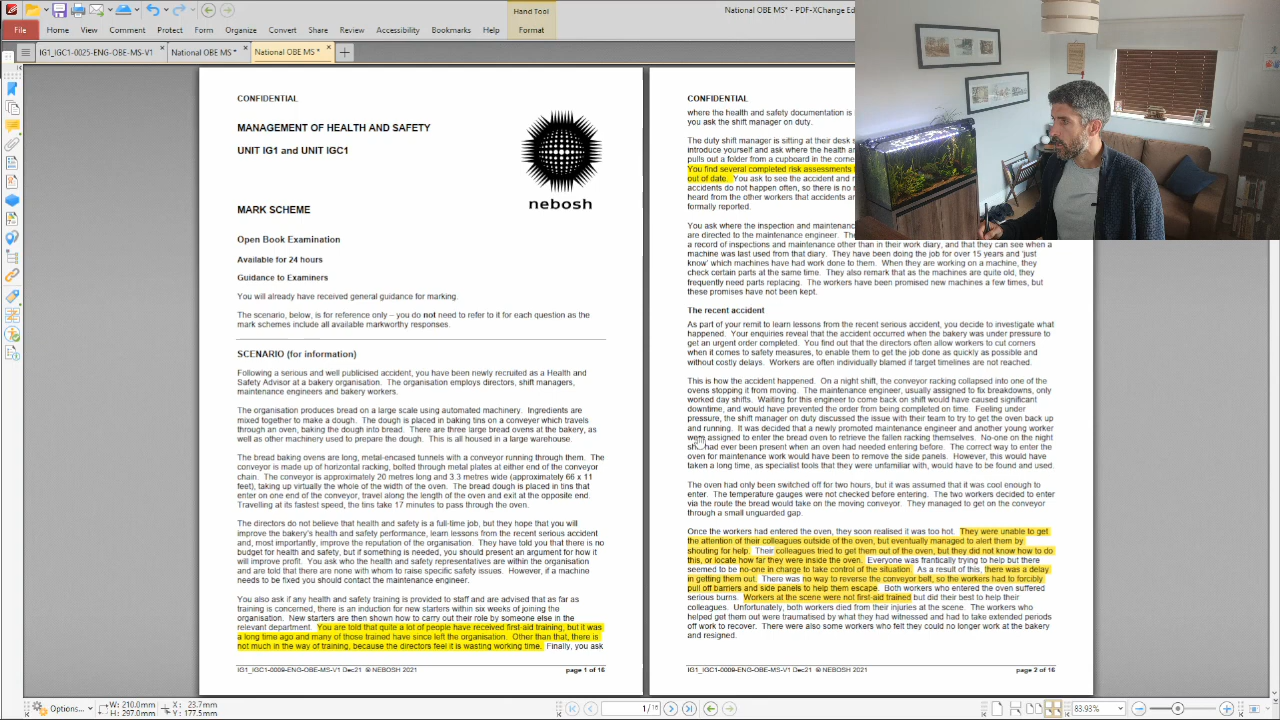 Hand Tool
National OBE MS* - PDF-XChange Ed
File
Home
View
Comment
Protect
Form
Organize
Convert
Share
Review
Accessibility
Bookmarks
Help
Format
IG1_IGC1-0025-ENG-OBE-MS-V1
National OBE MS *
National OBE MS *
CONFIDENTIAL
MANAGEMENT OF HEALTH AND SAFETY
UNIT IG1 and UNIT IGC1
nebosh
MARK SCHEME
Open Book Examination
Available for 24 hours
Guidance to Examiners
You will already have received general guidance for marking.
The scenario, below, is for reference only – you do not need to refer to it for each question as the
mark schemes include all available markworthy responses.
SCENARIO (for information)
Following a serious and well publicised accident, you have been newly recruited as a Health and
Safety Advisor at a bakery organisation. The organisation employs directors, shift managers,
maintenance engineers and bakery workers.
The organisation produces bread on a large scale using automated machinery. Ingredients are
mixed together to make a dough. The dough is placed in baking tins on a conveyor which travels
through an oven, baking the dough into bread. There are three large bread ovens at the bakery, as
well as other machinery used to prepare the dough. This is all housed in a large warehouse.
The bread baking ovens are long, metal-encased tunnels with a conveyor running through them. The
conveyor is made up of horizontal racking, bolted through metal plates at either end of the conveyor
chain. The conveyor is approximately 20 metres long and 3.3 metres wide (approximately 66 x 11
feet), taking up virtually the whole of the width of the oven. The bread dough is placed in tins that
enter on one end of the conveyor, travel along the length of the oven and exit at the opposite end.
Travelling at its fastest speed, the tins take 17 minutes to pass through the oven.
The directors do not believe that health and safety is a full-time job, but they hope that you will
improve the bakery's health and safety performance, learn lessons from the recent serious accident
and, most importantly, improve the reputation of the organisation. They have told you that there is no
budget for health and safety, but if something is needed, you should present an argument for how it
will improve profit. You ask who the health and safety representatives are within the organisation
and are told that there are none with whom to raise specific safety issues. However, if a machine
needs to be fixed you should contact the maintenance engineer.
You also ask if any health and safety training is provided to staff and are advised that as far as
training is concerned, there is an induction for new starters within six weeks of joining the
organisation. New starters are then shown how to carry out their role by someone else in the
relevant department. You are told that quite a lot of people have received first-aid training, but it was
a long time ago and many of those trained have since left the organisation. Other than that, there is
not much in the way of training, because the directors feel it is wasting working time. Finally, you ask
IG1_IGC1-0009-ENG-OBE-MS-V1 Dec21 © NEBOSH 2021
page 1 of 16
CONFIDENTIAL
where the health and safety documentation is
you ask the shift manager on duty.
The duty shift manager is sitting at their desk
introduce yourself and ask where the health an
pulls out a folder from a cupboard in the corne
You find several completed risk assessments
out of date. You ask to see the accident and
accidents do not happen often, so there is no
heard from the other workers that accidents an
formally reported.
You ask where the inspection and maintenanc
are directed to the maintenance engineer. The
a record of inspections and maintenance other than in their work diary, and that they can see when a
machine was last used from that diary. They have been doing the job for over 15 years and 'just
know' which machines have had work done to them. When they are working on a machine, they
check certain parts at the same time. They also remark that as the machines are quite old, they
frequently need parts replacing. The workers have been promised new machines a few times, but
these promises have not been kept.
The recent accident
As part of your remit to learn lessons from the recent serious accident, you decide to investigate what
happened. Your enquiries reveal that the accident occurred when the bakery was under pressure to
get an urgent order completed. You find out that the directors often allow workers to cut corners
when it comes to safety measures, to enable them to get the job done as quickly as possible and
without costly delays. Workers are often individually blamed if target timelines are not reached.
This is how the accident happened. On a night shift, the conveyor racking collapsed into one of the
ovens stopping it from moving. The maintenance engineer, usually assigned to fix breakdowns, only
worked day shifts. Waiting for this engineer to come back on shift would have caused significant
downtime, and would have prevented the order from being completed on time. Feeling under
pressure, the shift manager on duty discussed the issue with their team to try to get the oven back up
and running. It was decided that a newly promoted maintenance engineer and another young worker
were assigned to enter the bread oven to retrieve the fallen racking themselves. No-one on the night
had ever been present when an oven had needed entering before. The correct way to enter the
oven for maintenance work would have been to remove the side panels. However, this would have
taken a long time, as specialist tools that they were unfamiliar with, would have to be found and used.
The oven had only been switched off for two hours, but it was assumed that it was cool enough to
enter. The temperature gauges were not checked before entering. The two workers decided to enter
via the route the bread would take on the moving conveyor. They managed to get on the conveyor
through a small unguarded gap.
Once the workers had entered the oven, they soon realised it was too hot. They were unable to get
the attention of their colleagues outside of the oven, but eventually managed to alert them by
shouting for help. Their colleagues tried to get them out of the oven, but they did not know how to do
this, or locate how far they were inside the oven. Everyone was frantically trying to help but there
seemed to be no-one in charge to take control of the situation. As a result of this, there was a delay
in getting them out. There was no way to reverse the conveyor belt, so the workers had to forcibly
pull off barriers and side panels to help them escape. Both workers who entered the oven suffered
serious burns. Workers at the scene were not first-aid trained but did their best to help their
colleagues. Unfortunately, both workers died from their injuries at the scene. The workers who
helped get them out were traumatised by what they had witnessed and had to take extended periods
off work to recover. There were also some workers who felt they could no longer work at the bakery
and resigned.
IG1_IGC1-0009-ENG-OBE-MS-V1 Dec21 © NEBOSH 2021
page 2 of 16
Options...
W: 210.0mm
H: 297.0mm
X: 23.7mm
Y: 177.5mm
1/16
83.93%